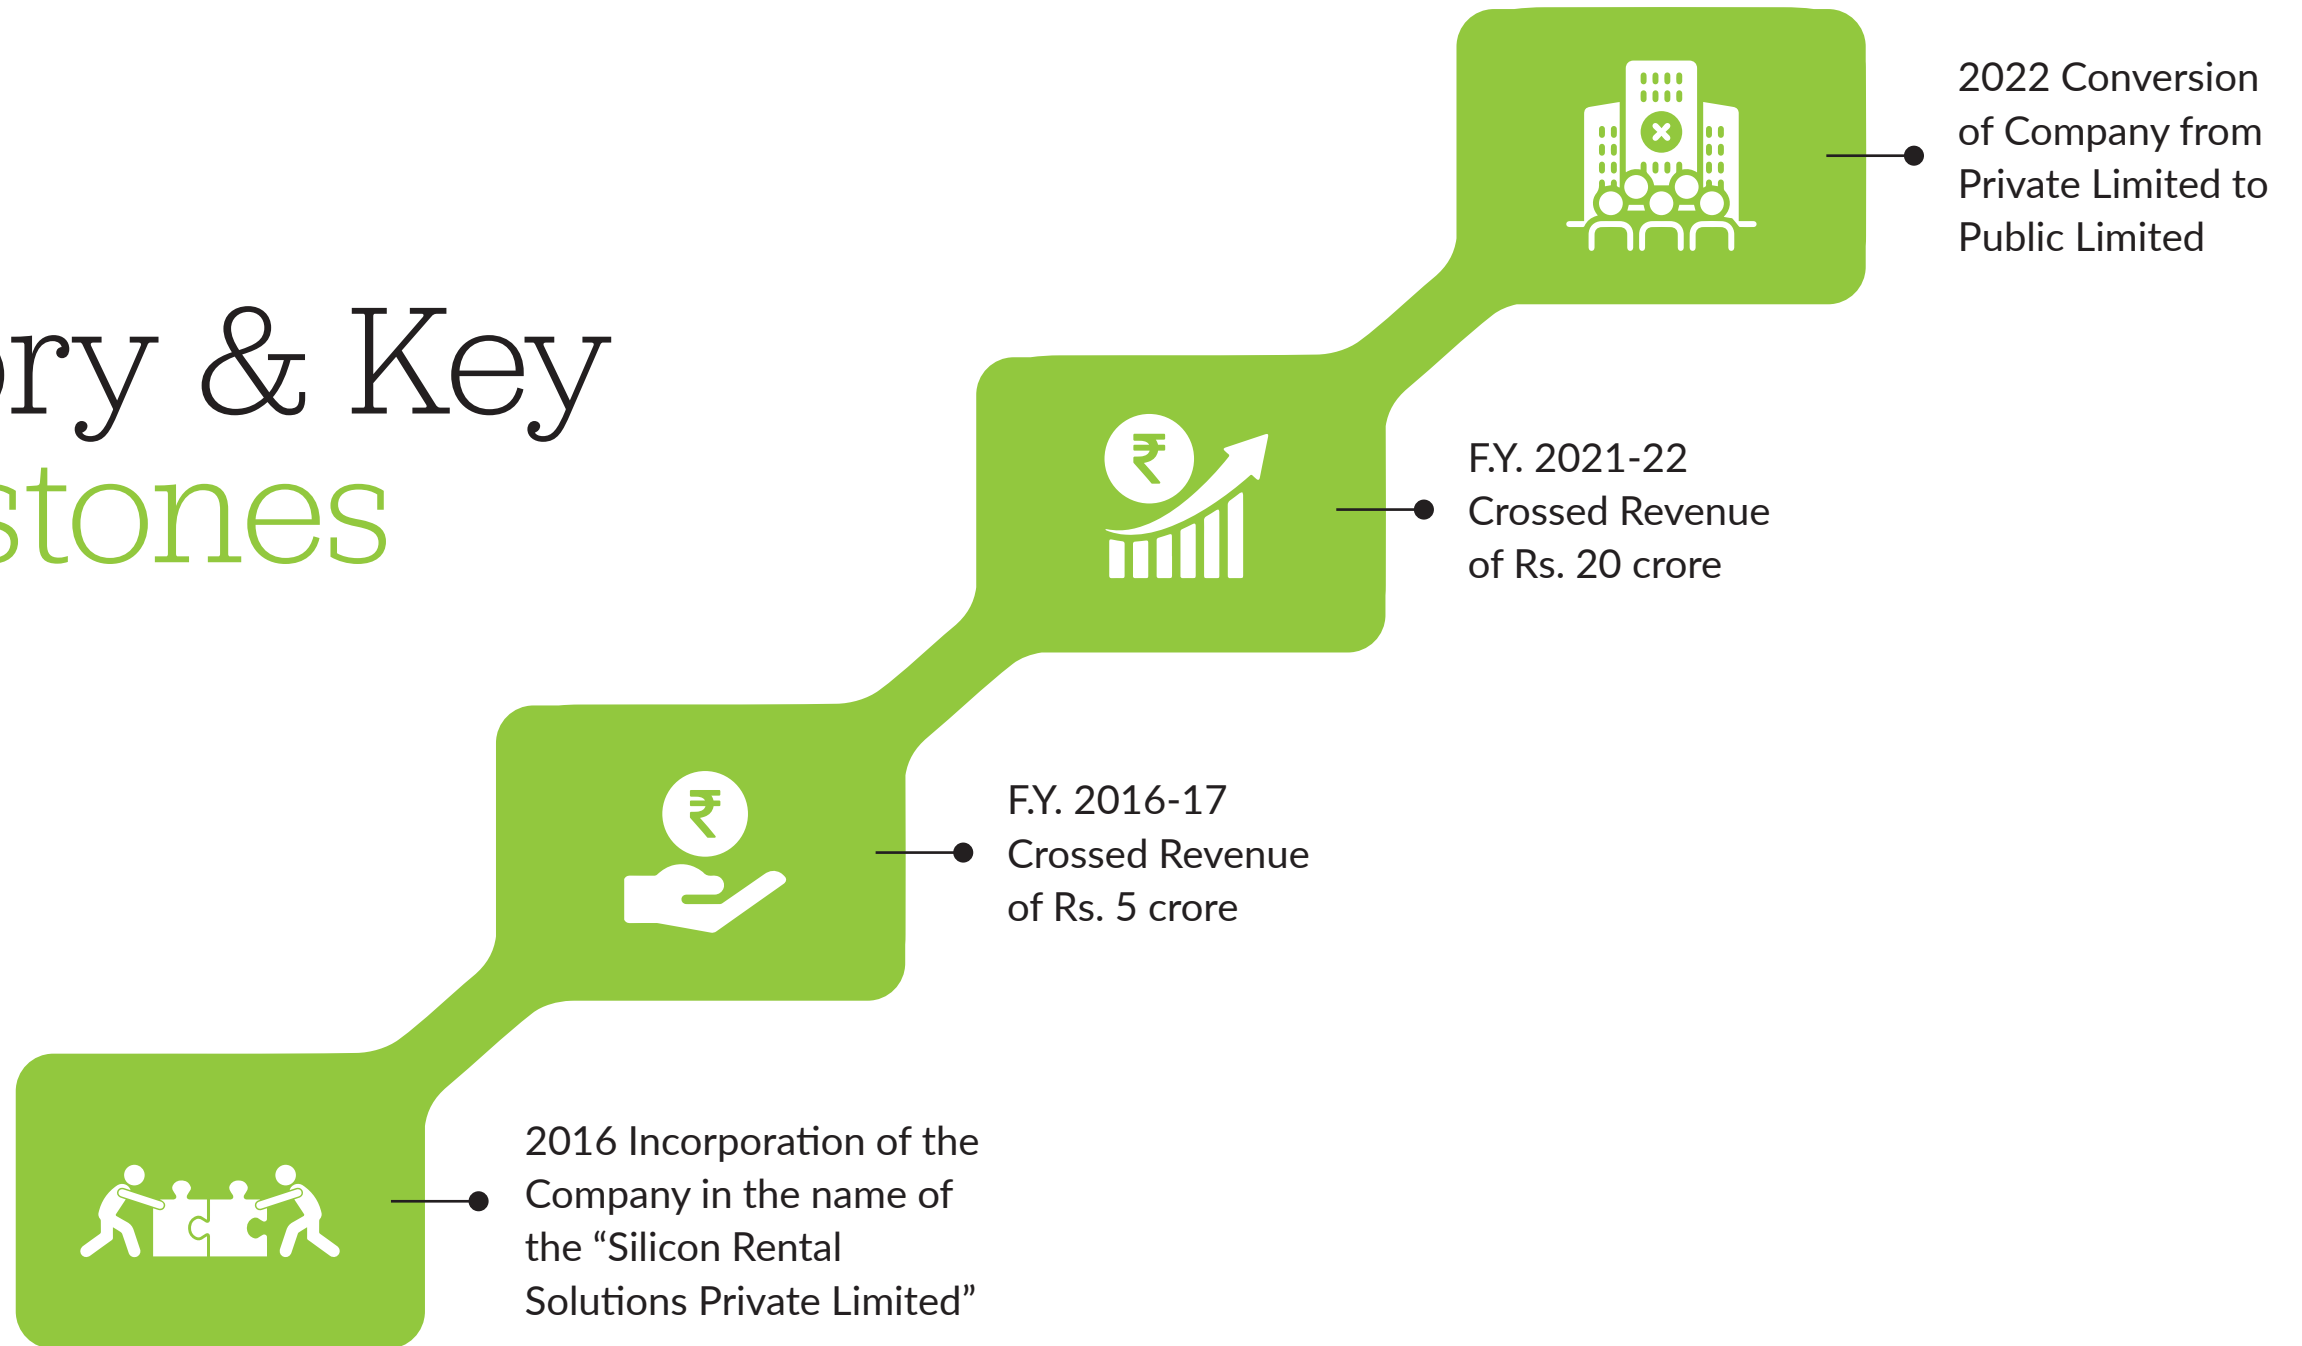 ory & Key
stones
2022 Conversion
of Company from
Private Limited to
Public Limited
₹
F.Y. 2021-22
Crossed Revenue
of Rs. 20 crore
₹
F.Y. 2016-17
Crossed Revenue
of Rs. 5 crore
2016 Incorporation of the
Company in the name of
the “Silicon Rental
Solutions Private Limited”